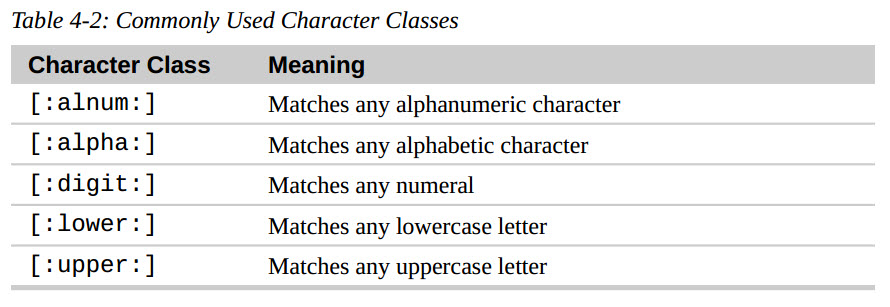 Table 4-2: Commonly Used Character Classes
Character Class Meaning
[:alnum:] Matches any alphanumeric character
[:alpha:] Matches any alphabetic character
[:digit:] Matches any numeral
[:lower:] Matches any lowercase letter
[:upper:] Matches any uppercase letter